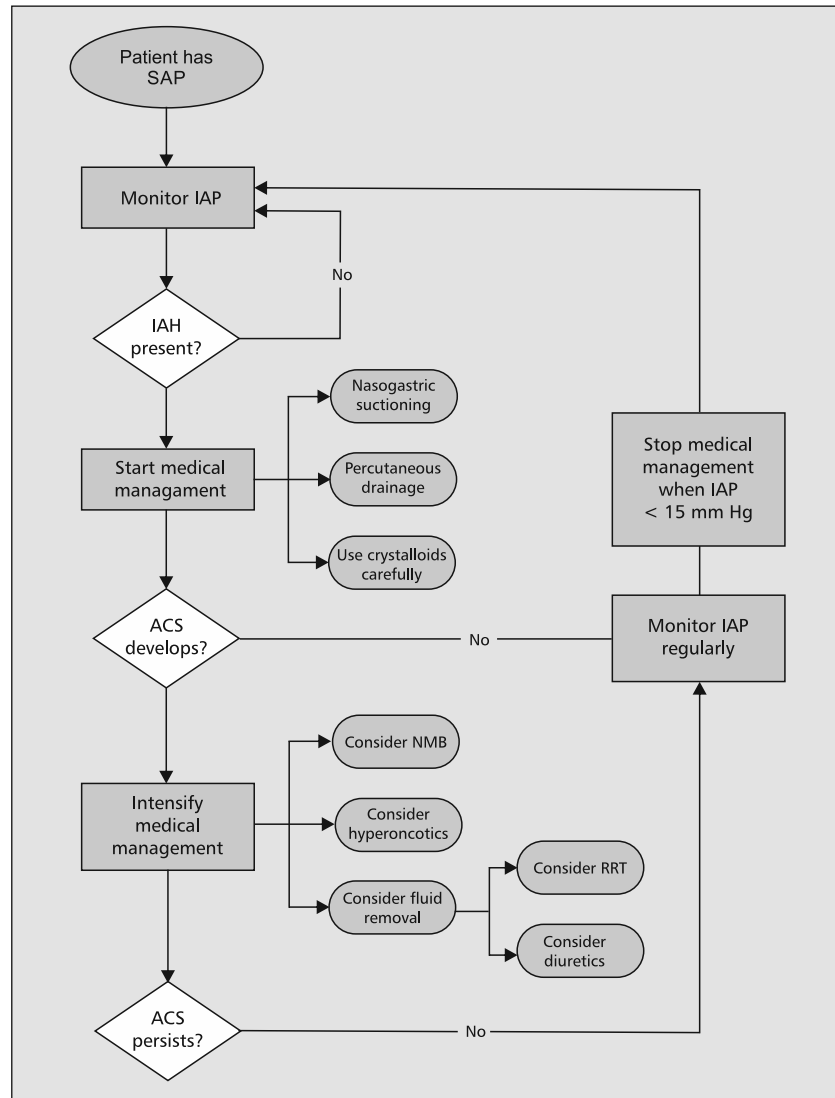 Patient has
SAP
Monitor IAP
No
IAH
present?
Nasogastric
suctioning
Start medical
managament
Percutaneous
drainage
Use crystalloids
carefully
Stop medical
management
when IAP
< 15 mm Hg
ACS
develops?
No
Monitor IAP
regularly
Consider NMB
Intensify
medical
management
Consider
hyperoncotics
Consider fluid
removal
Consider RRT
Consider
diuretics
ACS
persists?
No